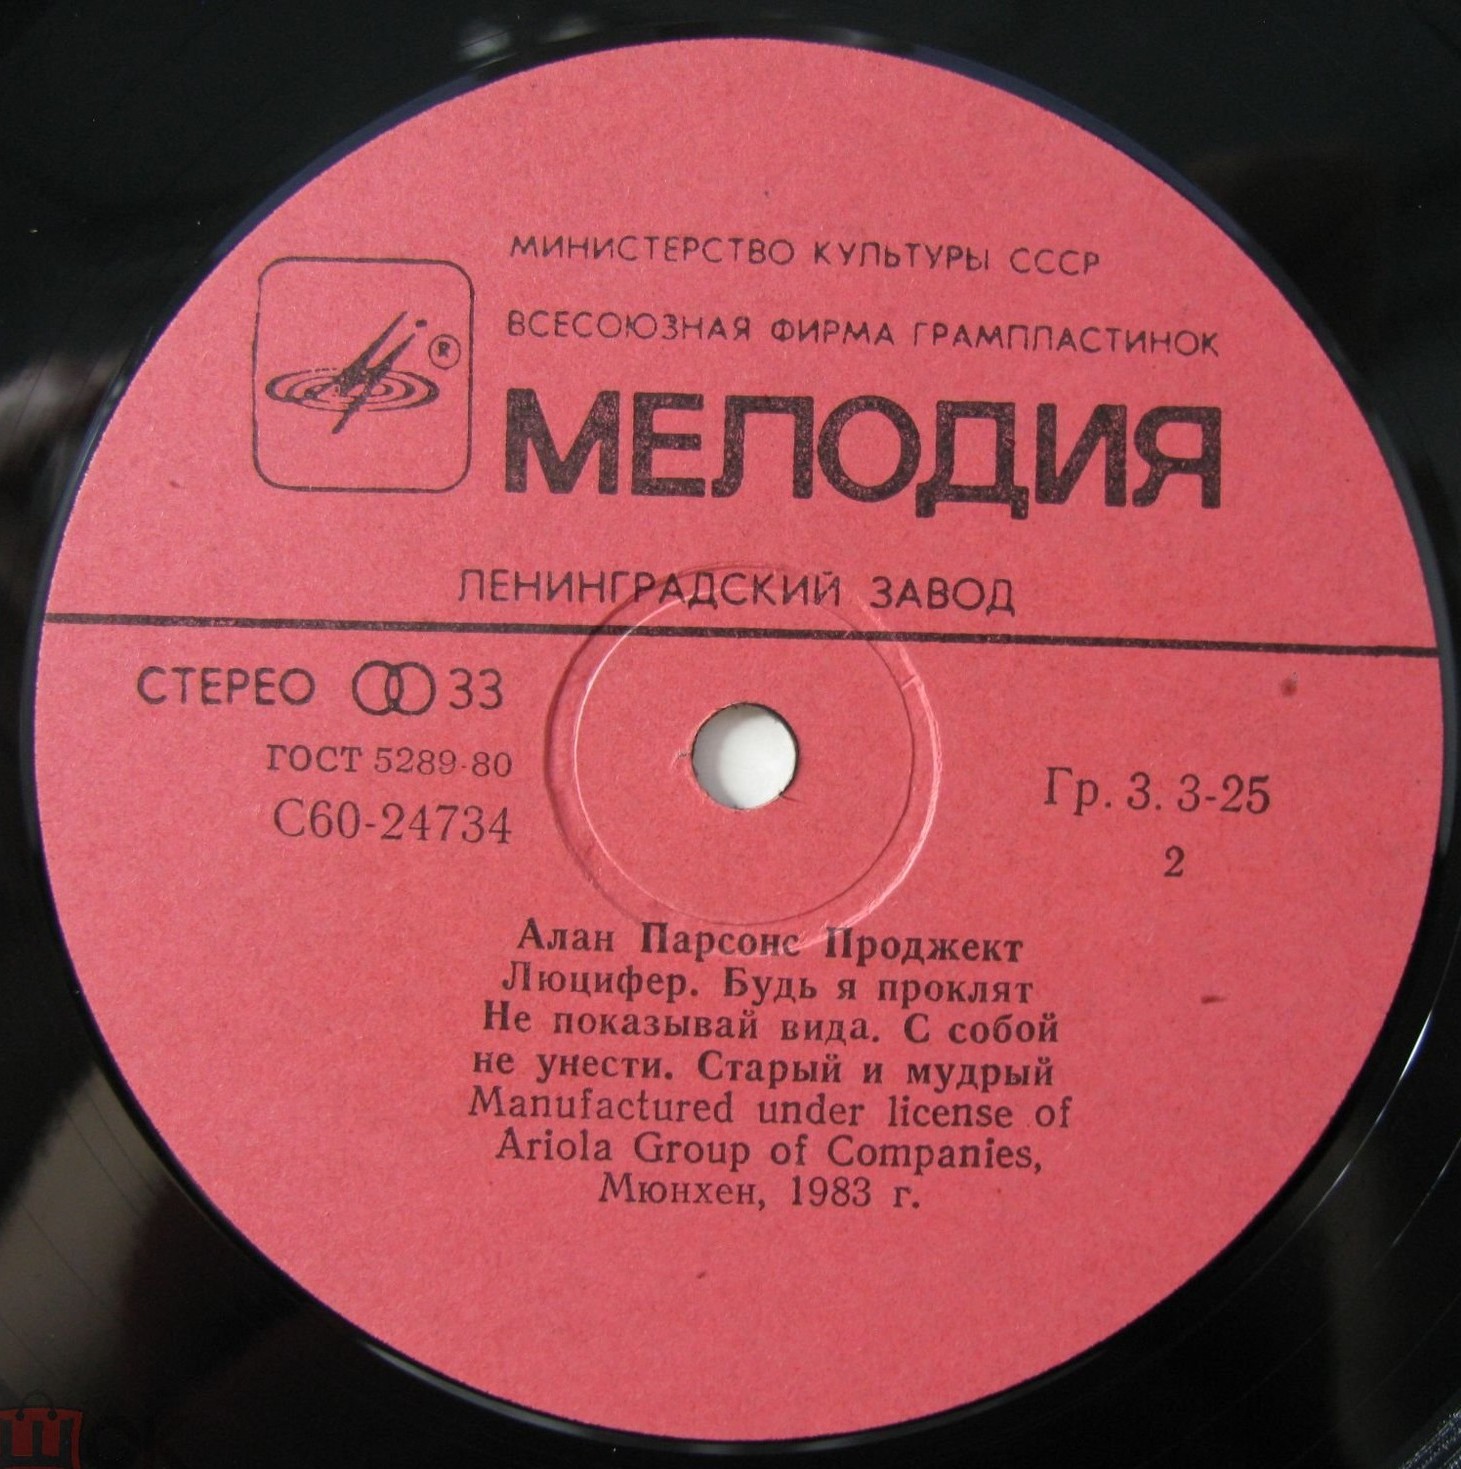 МИНИСТЕРСТВО КУЛЬТУРЫ СССР
ВСЕСОЮЗНАЯ ФИРМА ГРАМПЛАСТИНОК
®
МЕЛОДИЯ
ЛЕНИНГРАДСКИЙ ЗАВОД
СТЕРЕО 33
ГОСТ 5289-80
С60-24734
Гр. 3. 3-25
2
Алан Парсонс Проджект
Люцифер. Будь я проклят
Не показывай вида. С собой
не унести. Старый и мудрый
Manufactured under license of
Ariola Group of Companies,
Мюнхен, 1983 г.